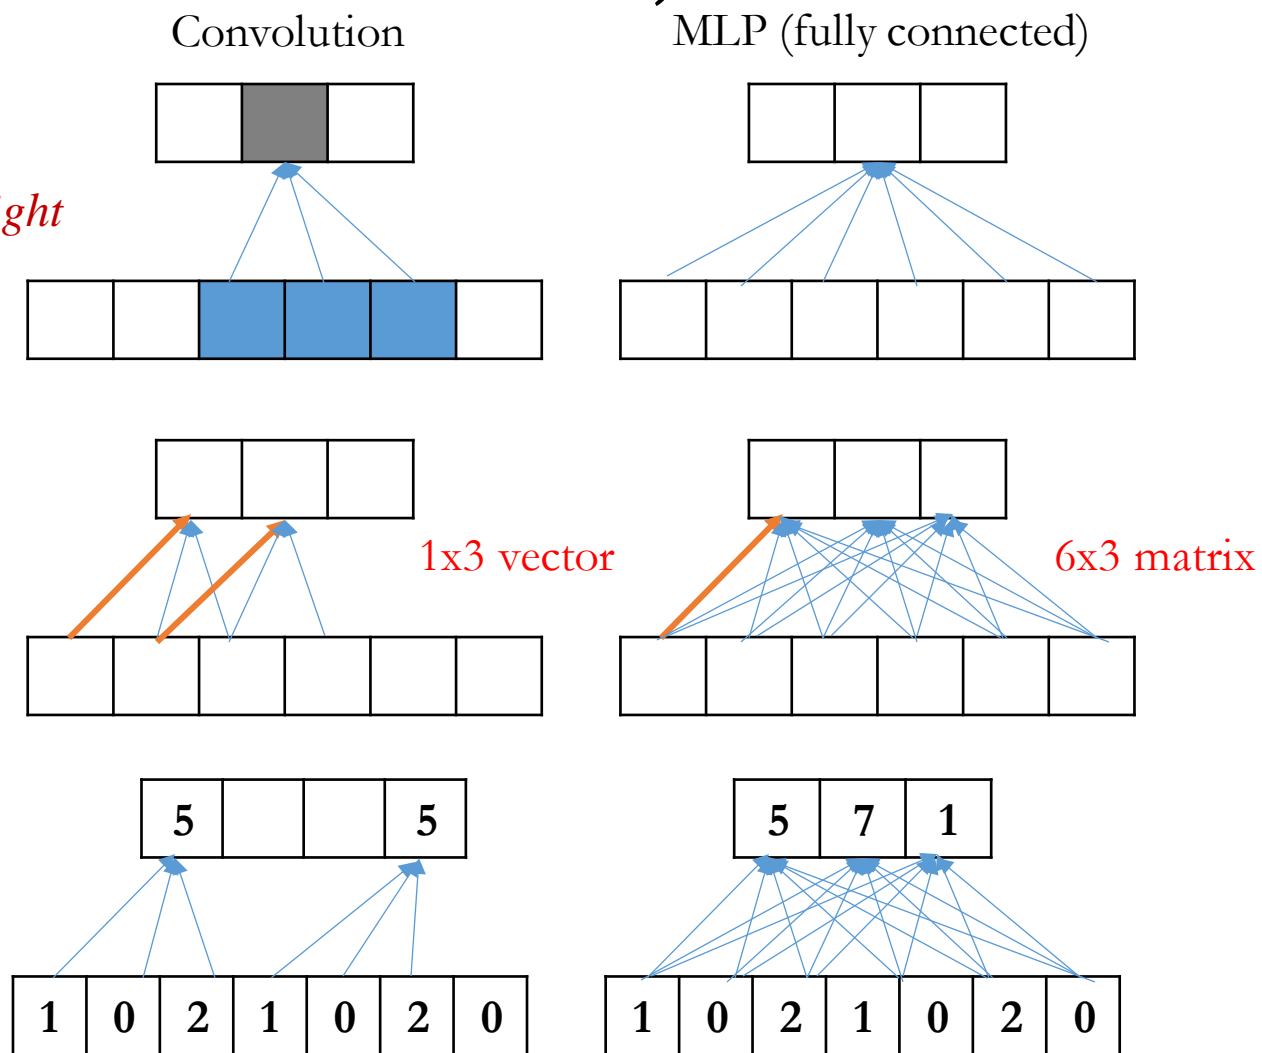 Convolution
MLP (fully connected)
ght
1x3 vector
6x3 matrix
5 5
5 7 1
1 0 2 1 0 2 0
1 0 2 1 0 2 0